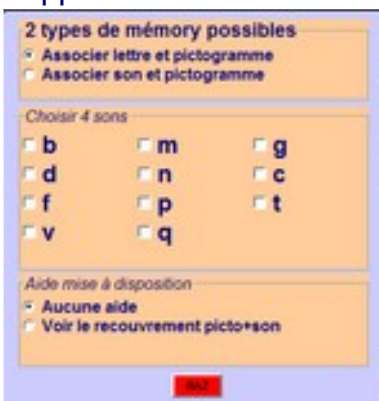 2 types de mémory possibles
Associer lettre et pictogramme
Associer son et pictogramme
Choisir 4 sons
b m g
d n c
f p t
v q
Aide mise à disposition
Aucune aide
Voir le recouvrement picto+son
RAZ